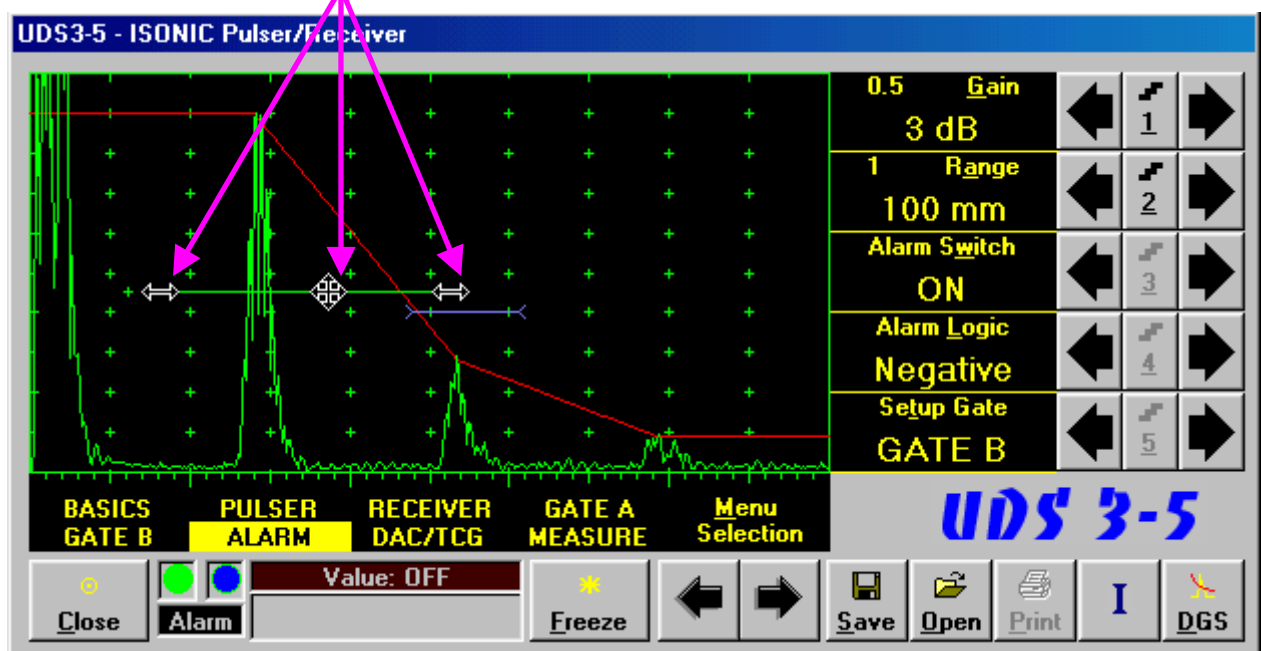 UDS3-5 - ISONIC Pulser/Receiver
0.5 Gain
3 dB
1
1 Range
100 mm
2
Alarm Switch
ON
3
Alarm Logic
Negative
4
Setup Gate
GATE B
5
BASICS PULSER RECEIVER GATE A Menu
GATE B ALARM DAC/TCG MEASURE Selection
UDS 3-5
Value: OFF
Close Alarm Freeze Save Open Print I DGS